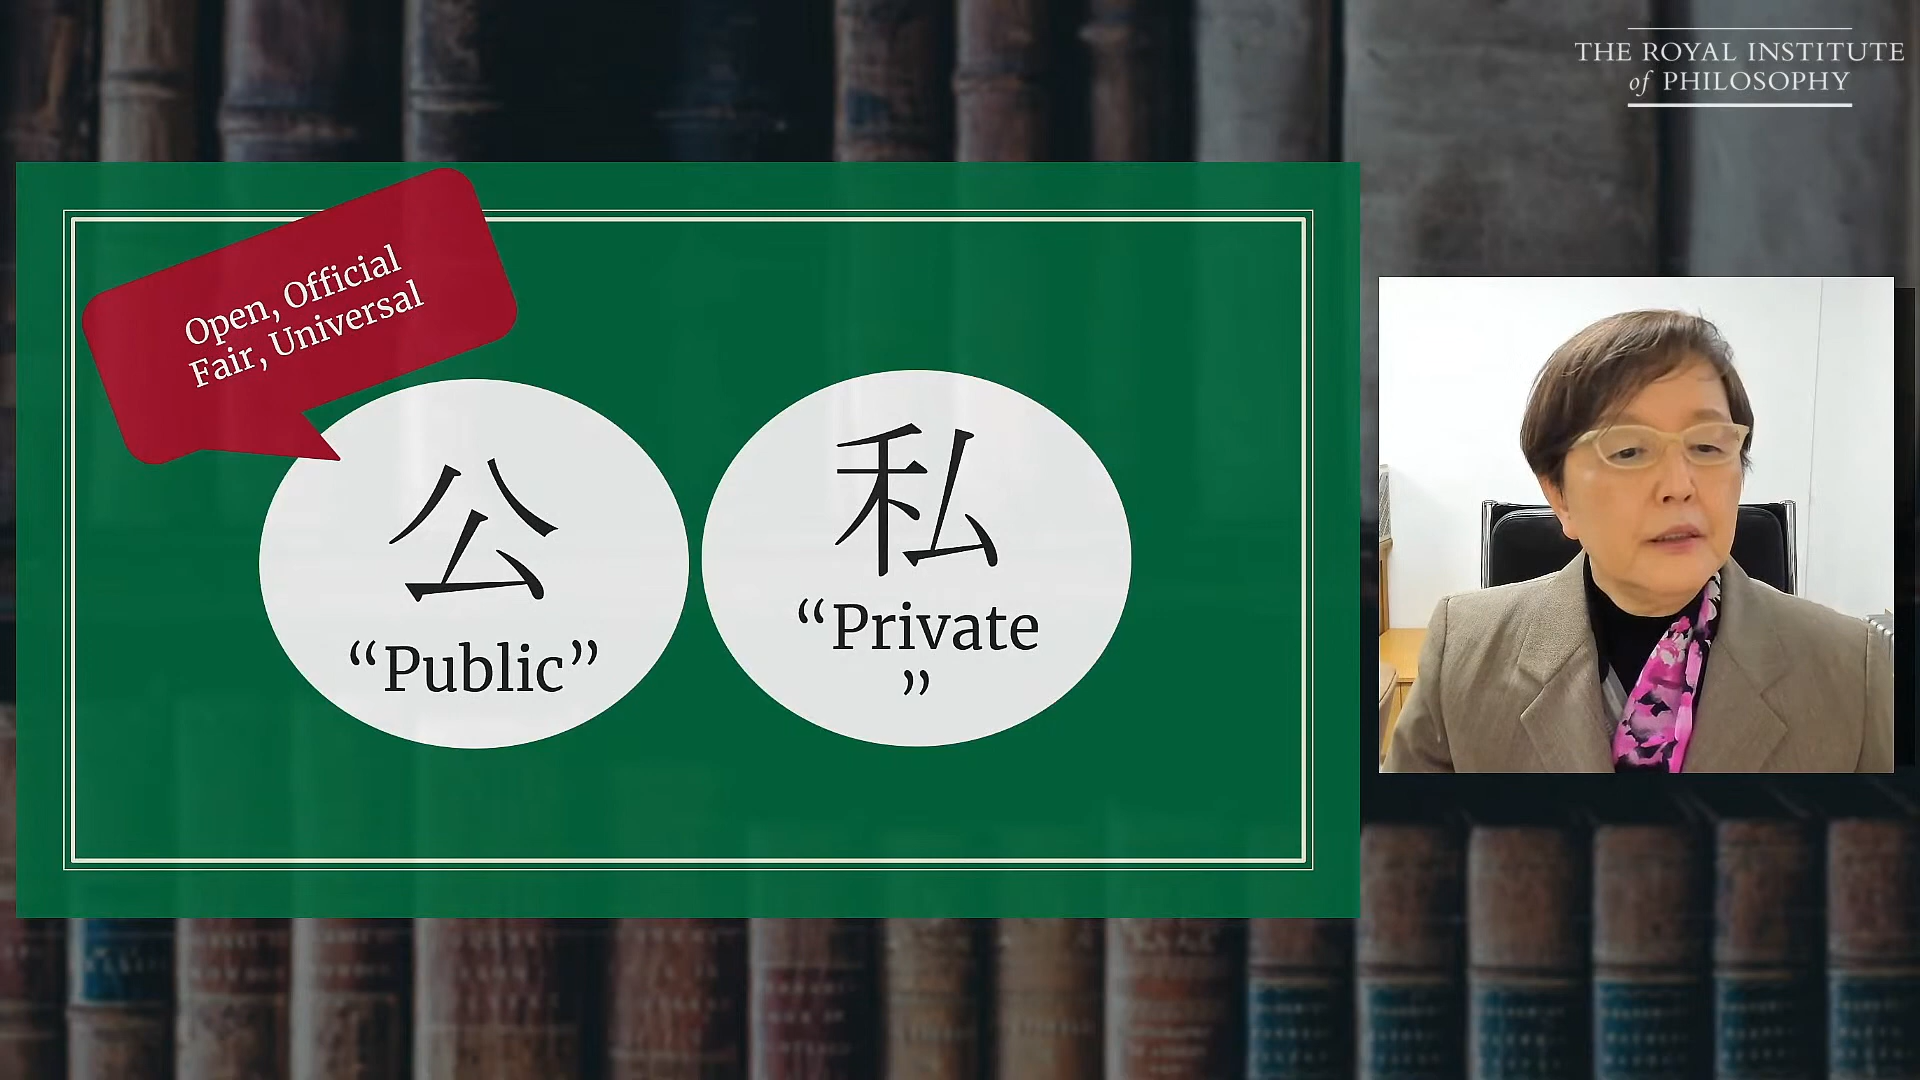 THE ROYAL INSTITUTE
of PHILOSOPHY
Open, Official
Fair, Universal
公
“Public”
私
“Private
”